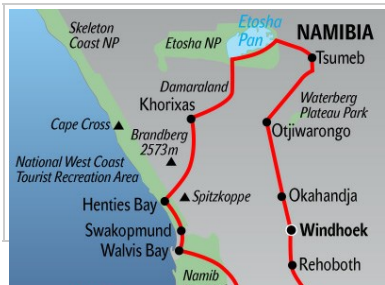 Skeleton
Coast NP
Etosha NP
Etosha
Pan
NAMIBIA
Tsumeb
Damaraland
Khorixas
Waterberg
Plateau Park
Cape Cross
Brandberg
2573m
Otjiwarongo
National West Coast
Tourist Recreation Area
Spitzkoppe
Okahandja
Henties Bay
Swakopmund
Windhoek
Walvis Bay
Rehoboth
Namib